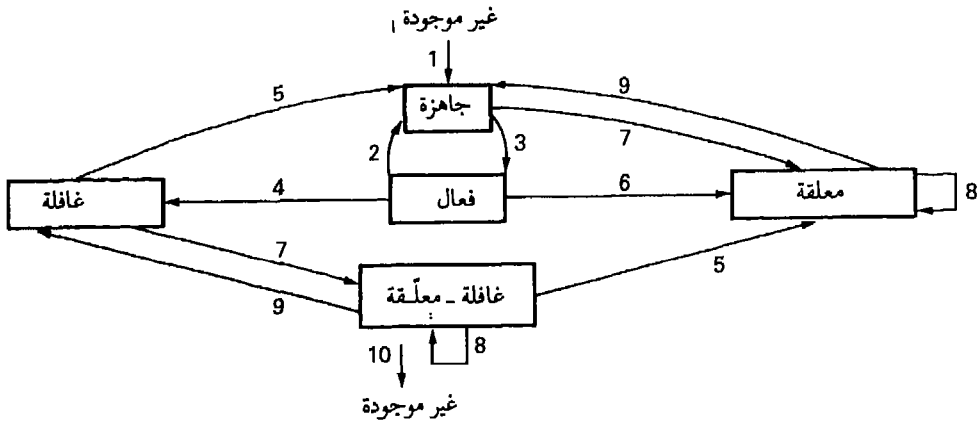 غير موجودة
1
جاهزة
5
9
2
3
7
غافلة
4
فعال
6
معلقة
8
7
9
غافلة - معلّقة
5
10
8
غير موجودة